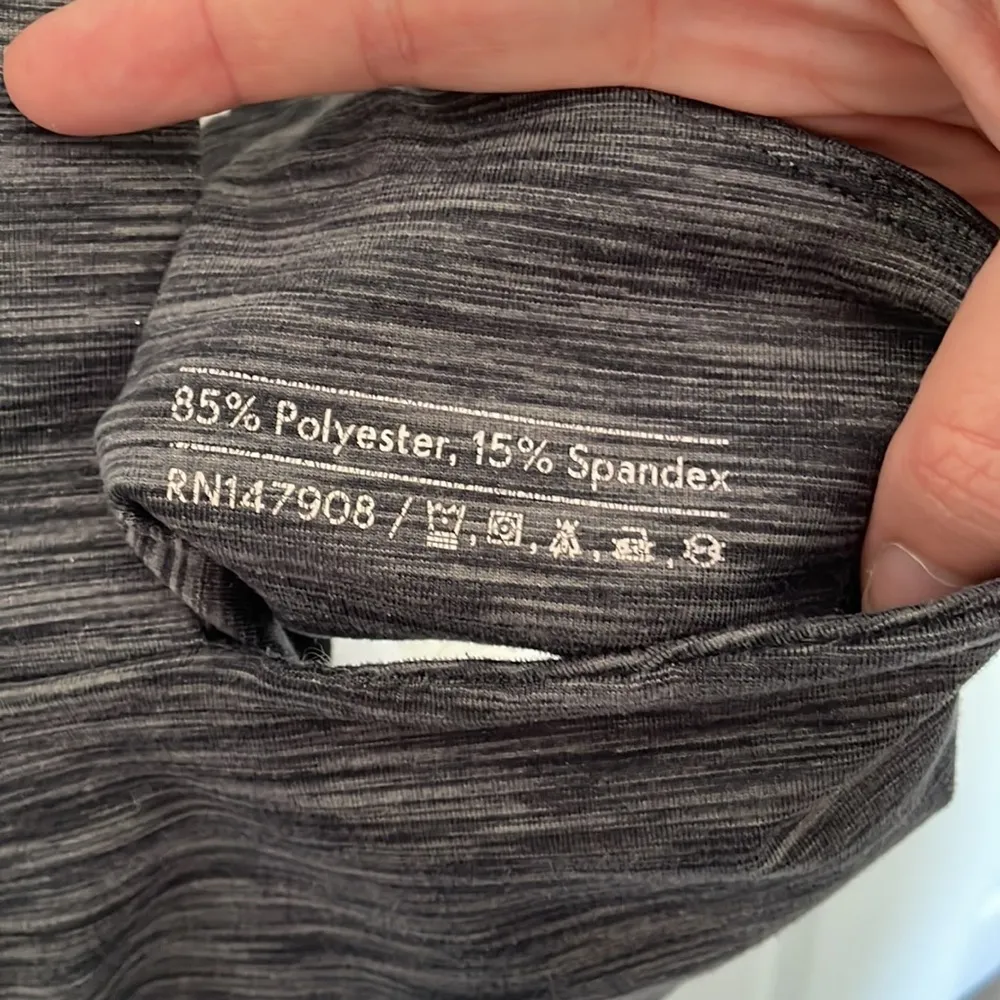 85% Polyester, 15% Spandex
RN147908 /